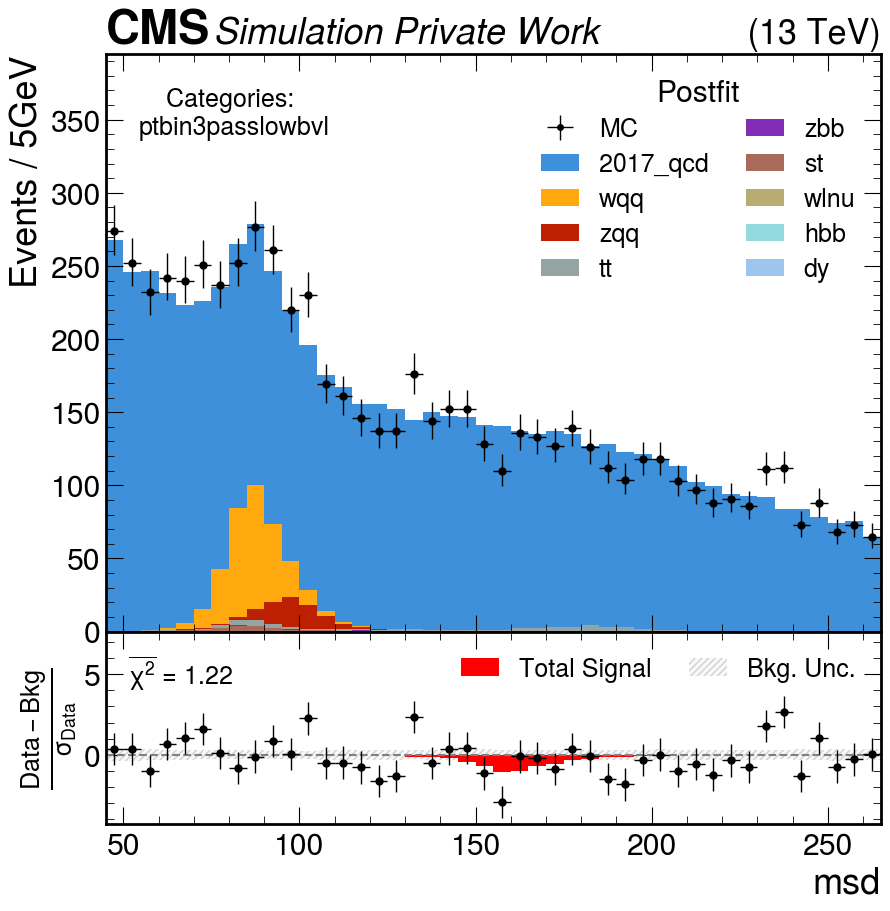 CMS Simulation Private Work (13 TeV)
Events / 5GeV
Categories:
ptbin3passlowbvl
Postfit
MC
2017_qcd
wqq
zqq
tt
zbb
st
wlnu
hbb
dy
350
300
250
200
150
100
50
0
χ² = 1.22
Total Signal
Bkg. Unc.
Data – Bkg
σData
5
0
50 100 150 200 250
msd